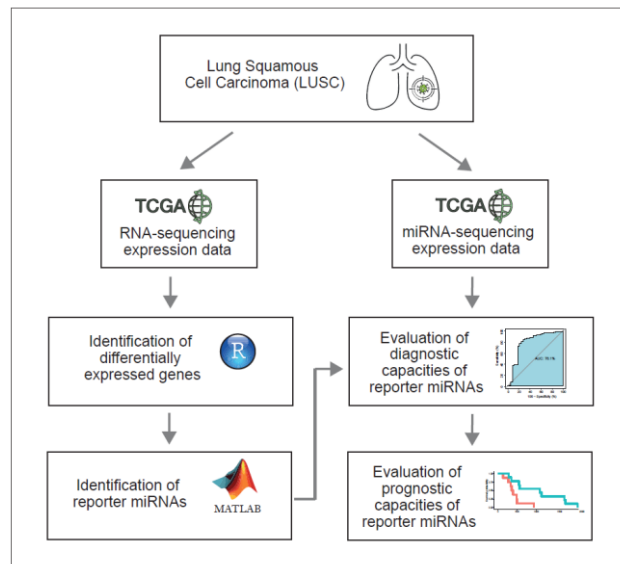 Lung Squamous
Cell Carcinoma (LUSC)
TCGA
RNA-sequencing
expression data
TCGA
miRNA-sequencing
expression data
Identification of
differentially
expressed genes
R
Evaluation of
diagnostic
capacities of
reporter miRNAs
Identification of
reporter miRNAs
MATLAB
Evaluation of
prognostic
capacities of
reporter miRNAs